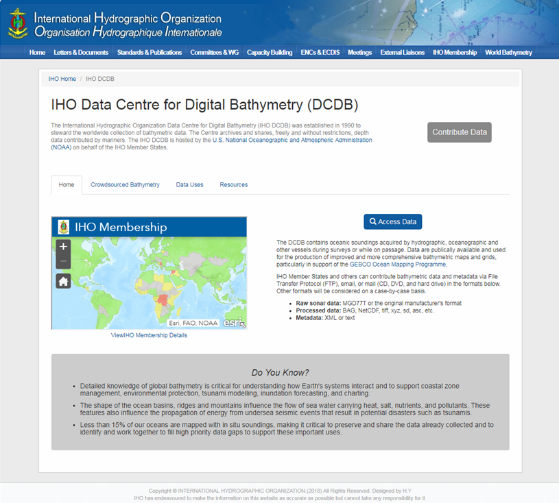 International Hydrographic Organization
Organisation Hydrographique Internationale
Home Letters & Documents Standards & Publications Committees & WG Capacity Building ENCs & ECDIS Meetings External Liaisons IHO Membership World Bathymetry
IHO Home / IHO DCDB
IHO Data Centre for Digital Bathymetry (DCDB)
The International Hydrographic Organization Data Centre for Digital Bathymetry (IHO DCDB) was established in 1990 to
steward the worldwide collection of bathymetric data. The Centre archives and shares, freely and without restrictions, depth
data contributed by mariners. The IHO DCDB is hosted by the U.S. National Oceanographic and Atmospheric Administration
(NOAA) on behalf of the IHO Member States.
Contribute Data
Home Crowdsourced Bathymetry Data Uses Resources
IHO Membership
+
−
Esri, FAO, NOAA esri
ViewIHO Membership Details
Access Data
The DCDB contains oceanic soundings acquired by hydrographic, oceanographic and
other vessels during surveys or while on passage. Data are publically available and used
for the production of improved and more comprehensive bathymetric maps and grids,
particularly in support of the GEBCO Ocean Mapping Programme.
IHO Member States and others can contribute bathymetric data and metadata via File
Transfer Protocol (FTP), email, or mail (CD, DVD, and hard drive) in the formats below.
Other formats will be considered on a case-by-case basis.
• Raw sonar data: MGD77T or the original manufacturer's format
• Processed data: BAG, NetCDF, tiff, xyz, sd, asc, etc.
• Metadata: XML or text
Do You Know?
• Detailed knowledge of global bathymetry is critical for understanding how Earth's systems interact and to support coastal zone
management, environmental protection, tsunami modelling, inundation forecasting, and charting.
• The shape of the ocean basins, ridges and mountains influence the flow of sea water carrying heat, salt, nutrients, and pollutants. These
features also influence the propagation of energy from undersea seismic events that result in potential disasters such as tsunamis.
• Less than 15% of our oceans are mapped with in situ soundings, making it critical to preserve and share the data already collected and to
identify and work together to fill high priority data gaps to support these important uses.
Copyright © INTERNATIONAL HYDROGRAPHIC ORGANIZATION (2015) All Rights Reserved. Designed by H.Y
IHO has endeavoured to make the information on this website as accurate as possible but cannot take any responsibility for it